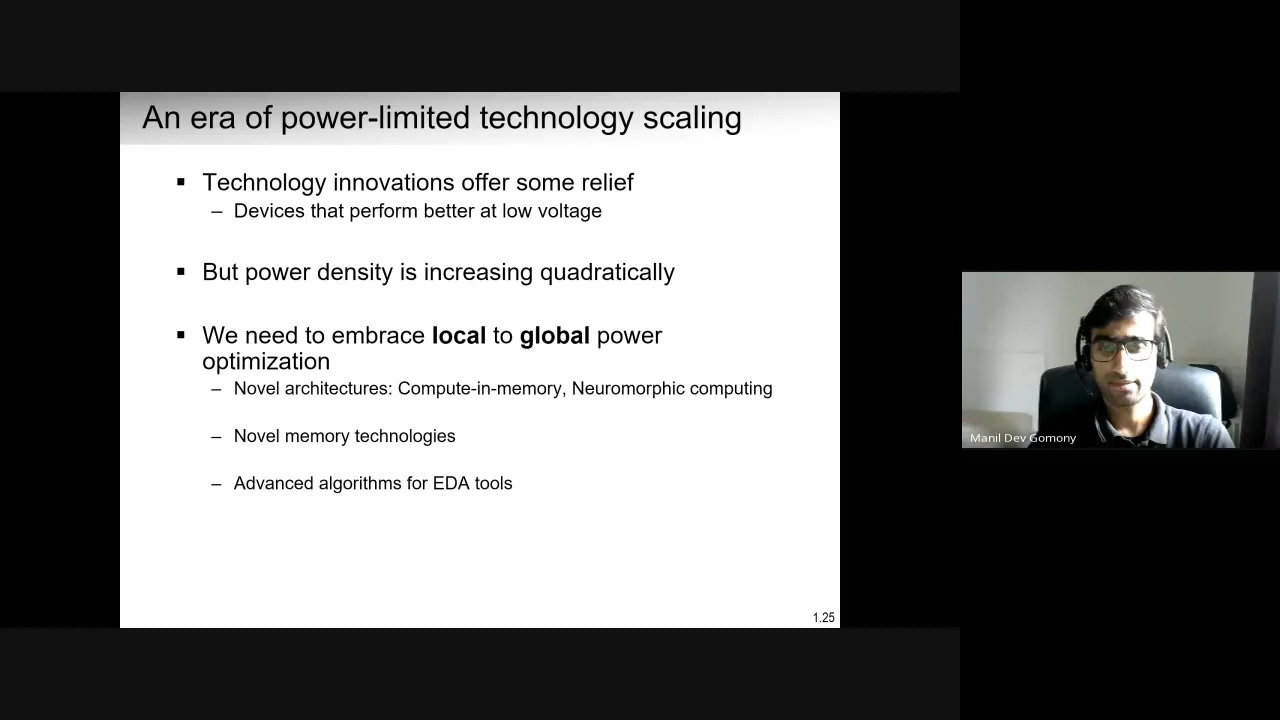 An era of power-limited technology scaling
▪ Technology innovations offer some relief
– Devices that perform better at low voltage
▪ But power density is increasing quadratically
▪ We need to embrace local to global power
optimization
– Novel architectures: Compute-in-memory, Neuromorphic computing
– Novel memory technologies
– Advanced algorithms for EDA tools
1.25
Manil Dev Gomony